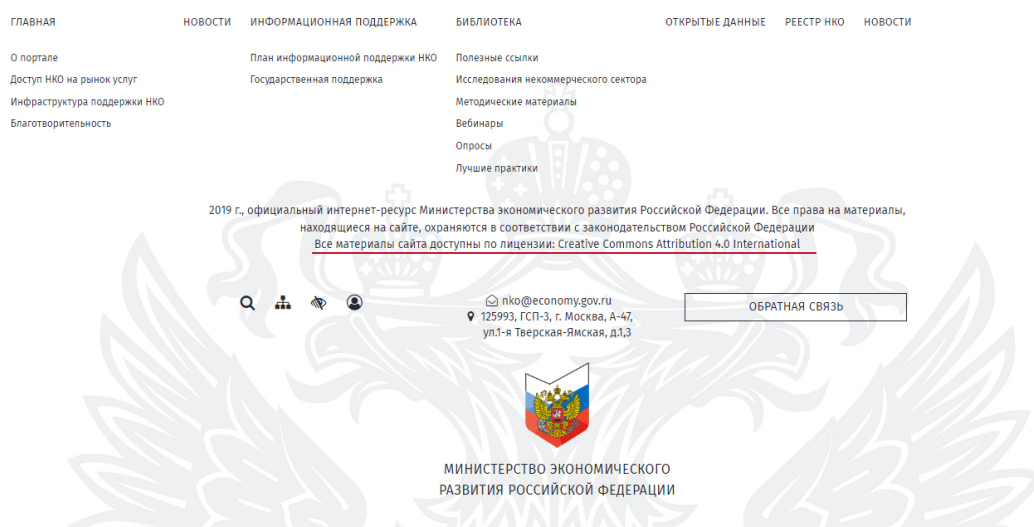 ГЛАВНАЯ НОВОСТИ ИНФОРМАЦИОННАЯ ПОДДЕРЖКА БИБЛИОТЕКА ОТКРЫТЫЕ ДАННЫЕ РЕЕСТР НКО НОВОСТИ
О портале
Доступ НКО на рынок услуг
Инфраструктура поддержки НКО
Благотворительность
План информационной поддержки НКО
Государственная поддержка
Полезные ссылки
Исследования некоммерческого сектора
Методические материалы
Вебинары
Опросы
Лучшие практики
2019 г., официальный интернет-ресурс Министерства экономического развития Российской Федерации. Все права на материалы,
находящиеся на сайте, охраняются в соответствии с законодательством Российской Федерации
Все материалы сайта доступны по лицензии: Creative Commons Attribution 4.0 International
nko@economy.gov.ru
125993, ГСП-3, г. Москва, А-47,
ул.1-я Тверская-Ямская, д.1,3
ОБРАТНАЯ СВЯЗЬ
МИНИСТЕРСТВО ЭКОНОМИЧЕСКОГО
РАЗВИТИЯ РОССИЙСКОЙ ФЕДЕРАЦИИ